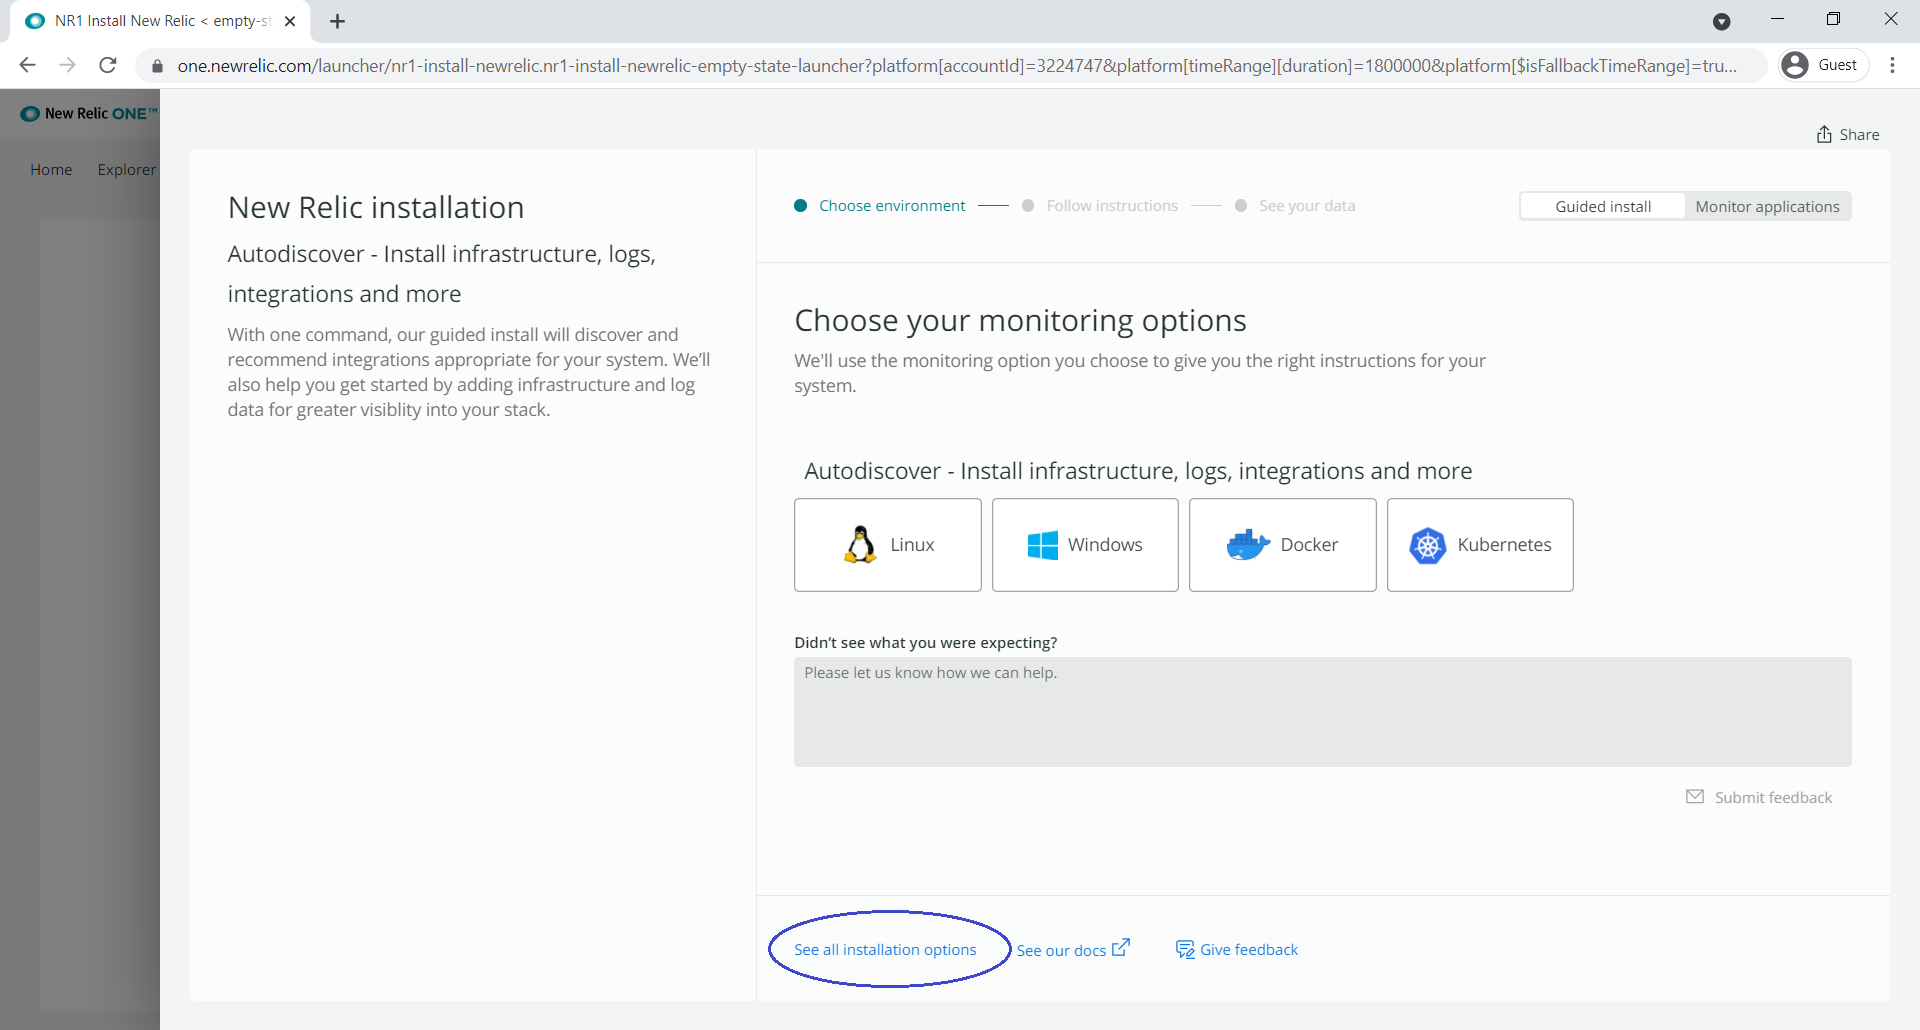 NR1 Install New Relic < empty-st
one.newrelic.com/launcher/nr1-install-newrelic.nr1-install-newrelic-empty-state-launcher?platform[accountId]=3224747&platform[timeRange][duration]=1800000&platform[$isFallbackTimeRange]=tru...
Guest
New Relic ONE™
Share
Home Explorer
New Relic installation
Autodiscover - Install infrastructure, logs,
integrations and more
With one command, our guided install will discover and
recommend integrations appropriate for your system. We’ll
also help you get started by adding infrastructure and log
data for greater visiblity into your stack.
Choose environment Follow instructions See your data
Guided install Monitor applications
Choose your monitoring options
We'll use the monitoring option you choose to give you the right instructions for your
system.
Autodiscover - Install infrastructure, logs, integrations and more
Linux Windows Docker Kubernetes
Didn’t see what you were expecting?
Please let us know how we can help.
Submit feedback
See all installation options See our docs Give feedback